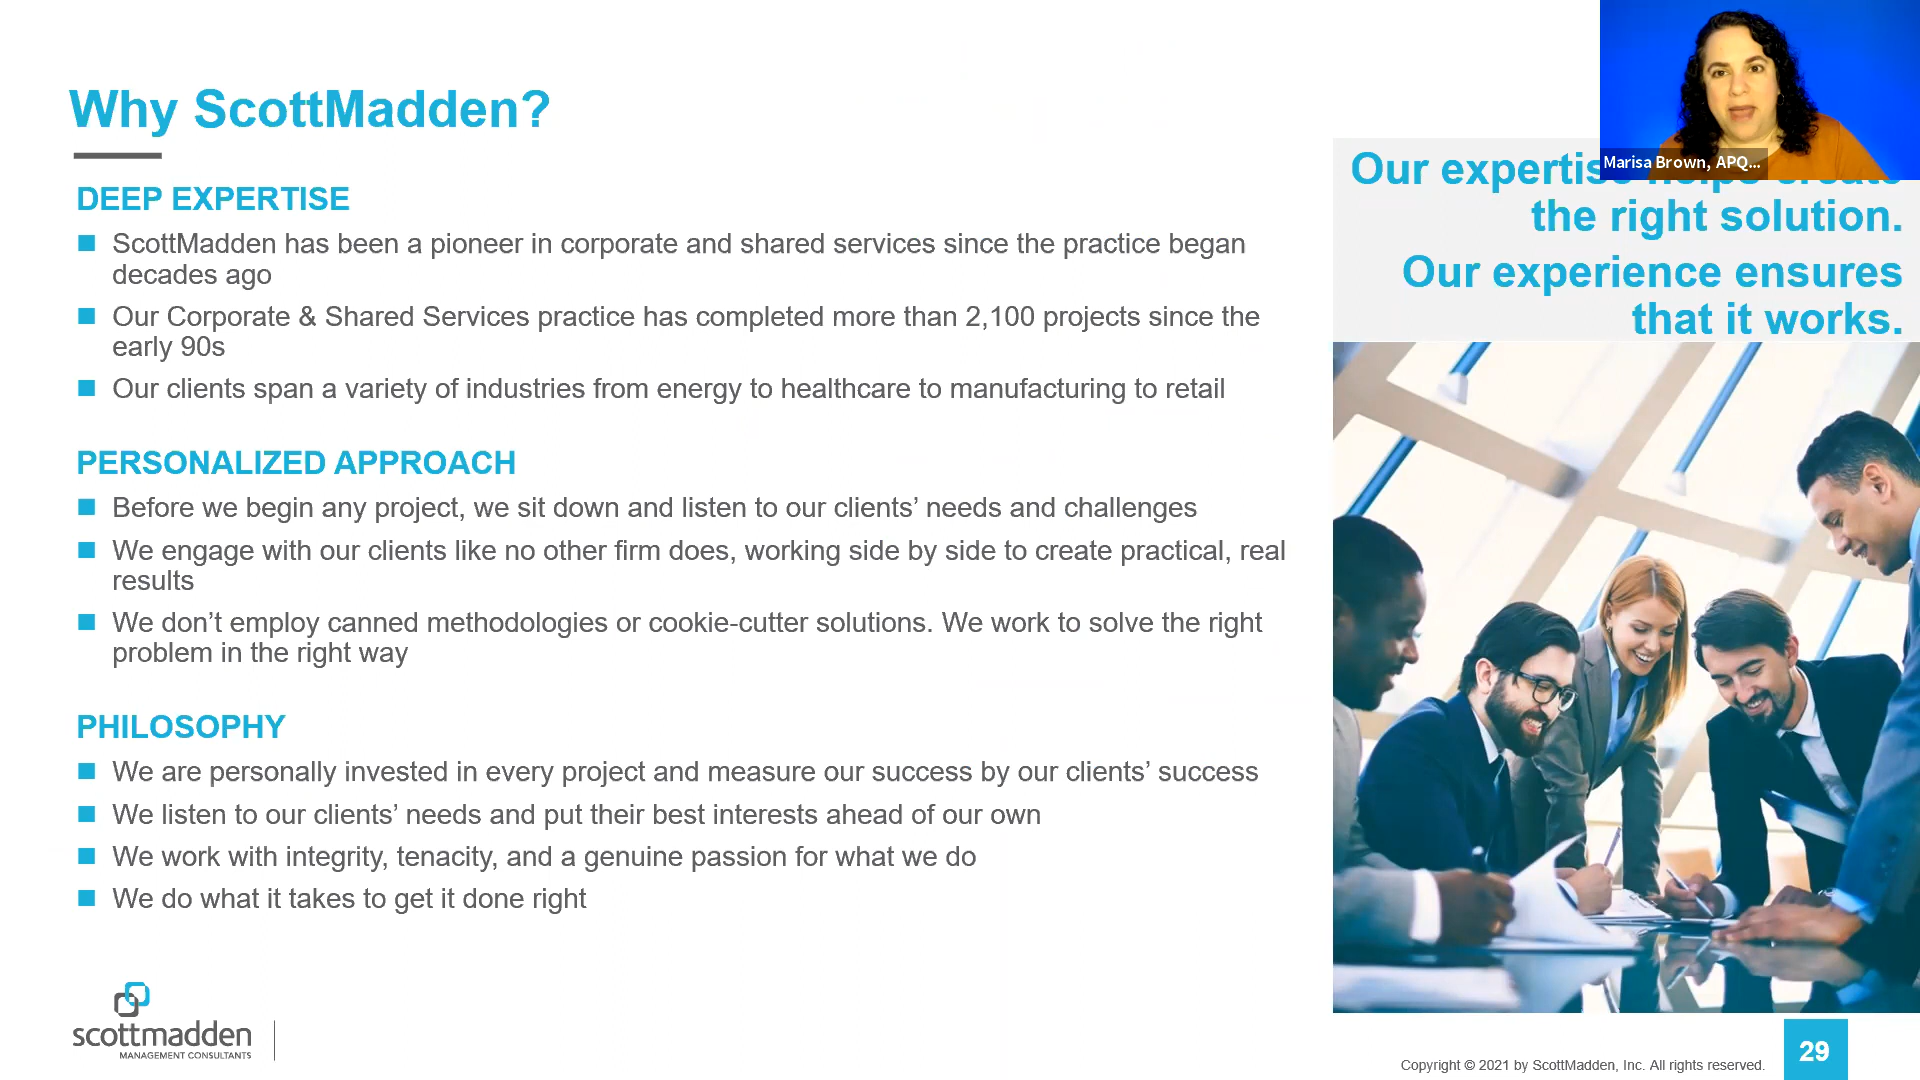 Why ScottMadden?
DEEP EXPERTISE
ScottMadden has been a pioneer in corporate and shared services since the practice began
decades ago
Our Corporate & Shared Services practice has completed more than 2,100 projects since the
early 90s
Our clients span a variety of industries from energy to healthcare to manufacturing to retail
PERSONALIZED APPROACH
Before we begin any project, we sit down and listen to our clients’ needs and challenges
We engage with our clients like no other firm does, working side by side to create practical, real
results
We don’t employ canned methodologies or cookie-cutter solutions. We work to solve the right
problem in the right way
PHILOSOPHY
We are personally invested in every project and measure our success by our clients’ success
We listen to our clients’ needs and put their best interests ahead of our own
We work with integrity, tenacity, and a genuine passion for what we do
We do what it takes to get it done right
Marisa Brown, APQ...
Our expertise helps create
the right solution.
Our experience ensures
that it works.
scottmadden
MANAGEMENT CONSULTANTS
Copyright © 2021 by ScottMadden, Inc. All rights reserved.
29